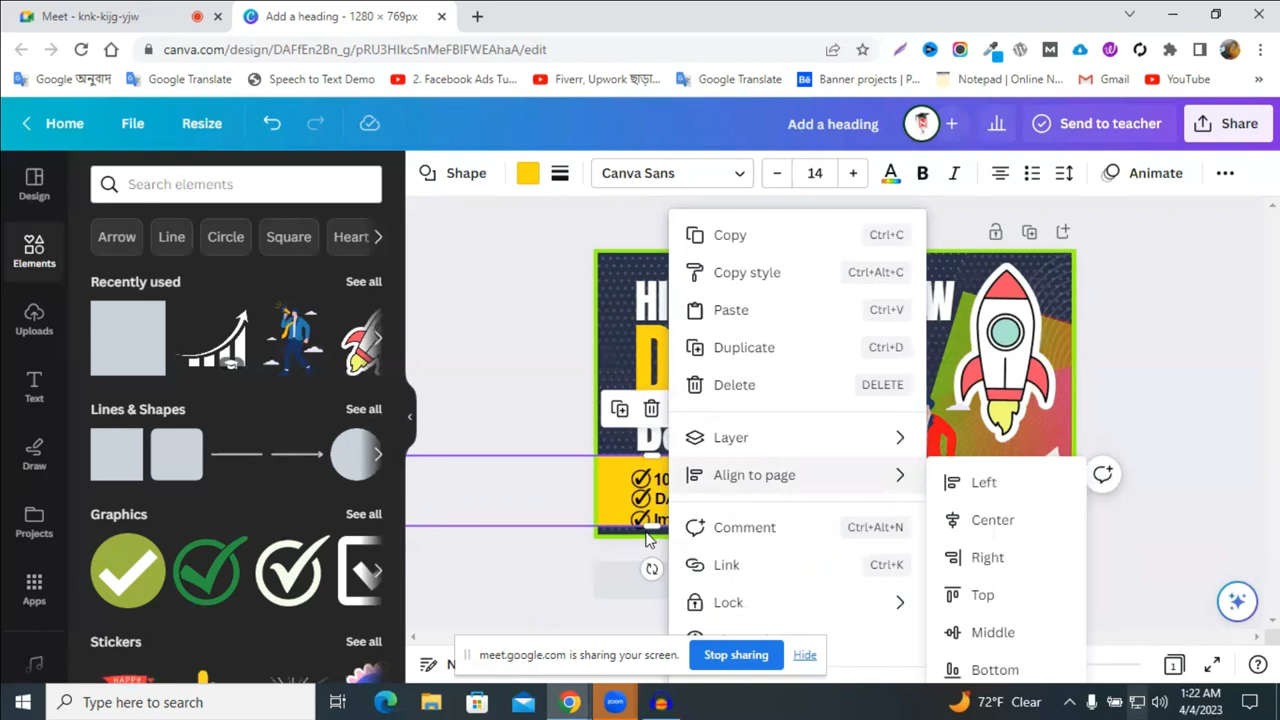 Meet - knk-kijg-yjw
Add a heading - 1280 × 769px
canva.com/design/DAFfEn2Bn_g/pRU3HIkc5nMeFBIFWEAhaA/edit
Google অনুবাদ
Google Translate
Speech to Text Demo
2. Facebook Ads Tu...
Fiverr, Upwork ছাড়া...
Google Translate
Banner projects | P...
Notepad | Online N...
Gmail
YouTube
Home
File
Resize
Add a heading
Send to teacher
Share
Design
Elements
Uploads
Text
Draw
Projects
Apps
Search elements
Arrow
Line
Circle
Square
Heart
Recently used
See all
Lines & Shapes
See all
Graphics
See all
Stickers
See all
HAPPY
Shape
Canva Sans
14
B
I
Animate
Copy
Ctrl+C
Copy style
Ctrl+Alt+C
Paste
Ctrl+V
Duplicate
Ctrl+D
Delete
DELETE
Layer
Align to page
Comment
Ctrl+Alt+N
Link
Ctrl+K
Lock
Left
Center
Right
Top
Middle
Bottom
meet.google.com is sharing your screen.
Stop sharing
Hide
1
Type here to search
zoom
72°F Clear
1:22 AM
4/4/2023